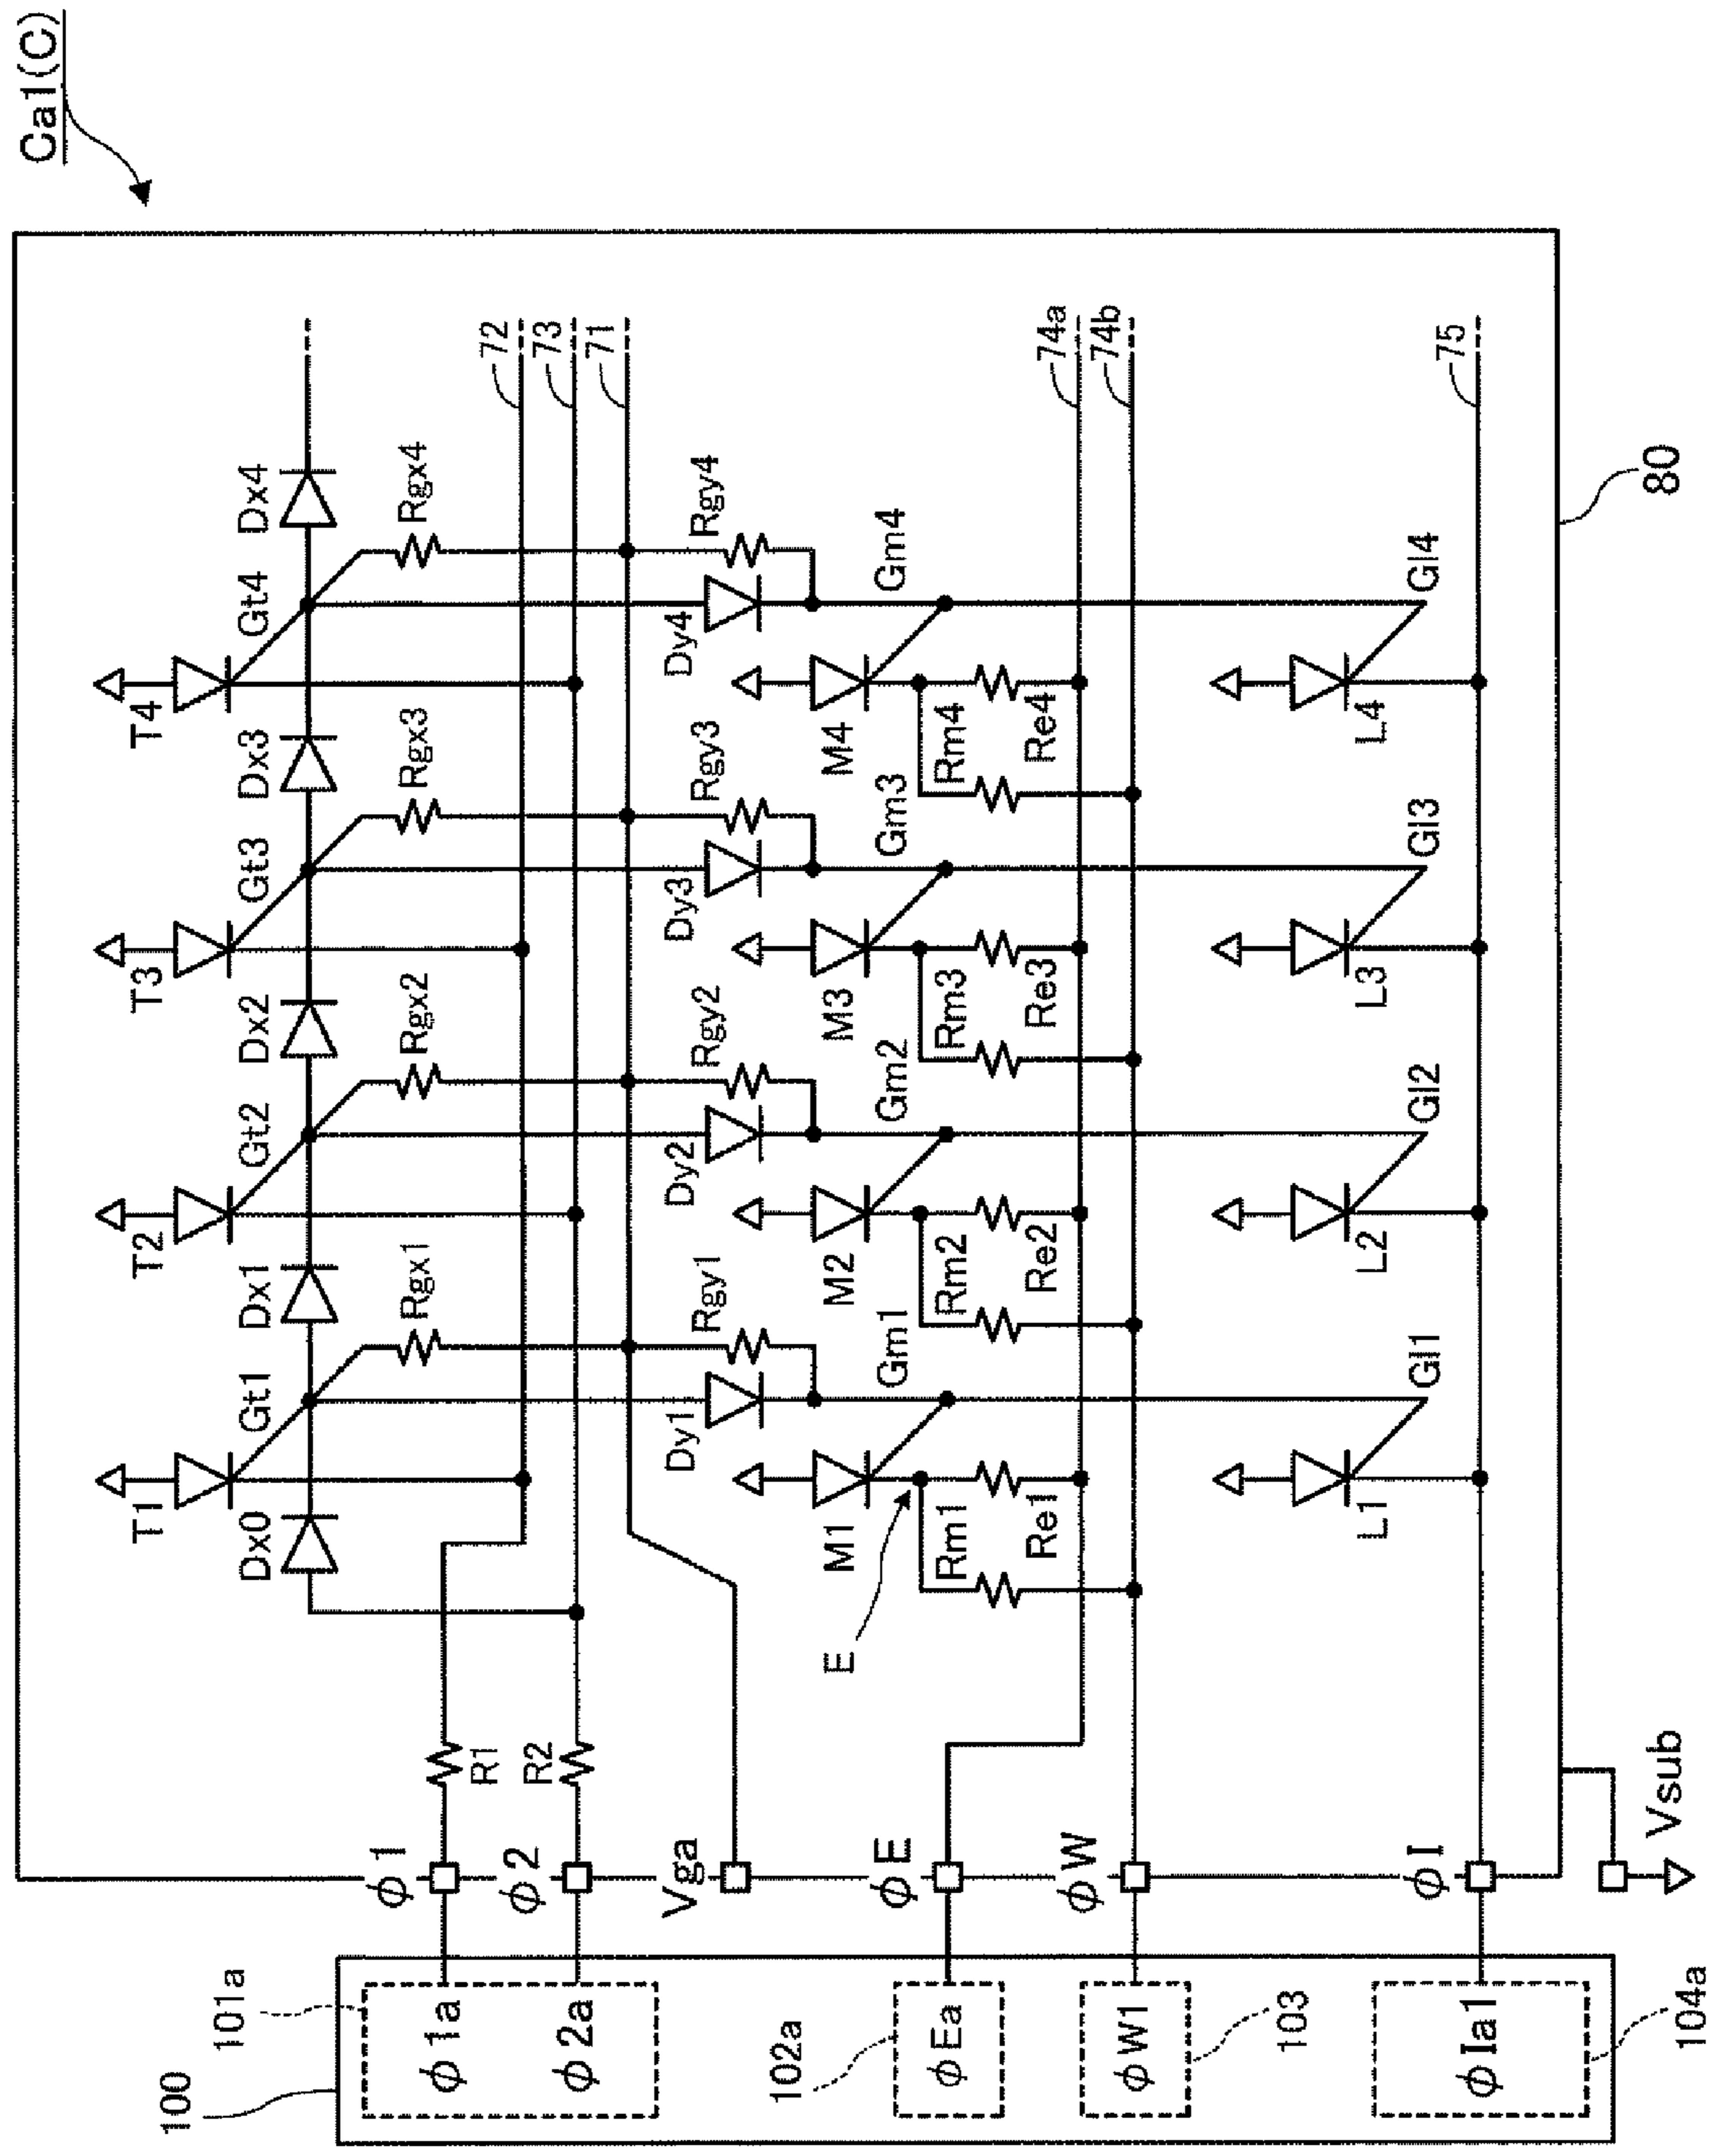 Ca1(C)
T1
T2
T3
T4
Gt1
Gt2
Gt3
Gt4
Dx0
Dx1
Dx2
Dx3
Dx4
Rgx1
Rgx2
Rgx3
Rgx4
72
73
71
R1
R2
Rgy1
Rgy2
Rgy3
Rgy4
Dy1
Dy2
Dy3
Dy4
M1
M2
M3
M4
Gm1
Gm2
Gm3
Gm4
E
Rm1
Rm2
Rm3
Rm4
Re1
Re2
Re3
Re4
74a
74b
L1
L2
L3
L4
Gl1
Gl2
Gl3
Gl4
75
80
φ1
φ2
Vga
φE
φW
φI
Vsub
100
101a
φ1a
φ2a
102a
φEa
φW1
103
φIa1
104a